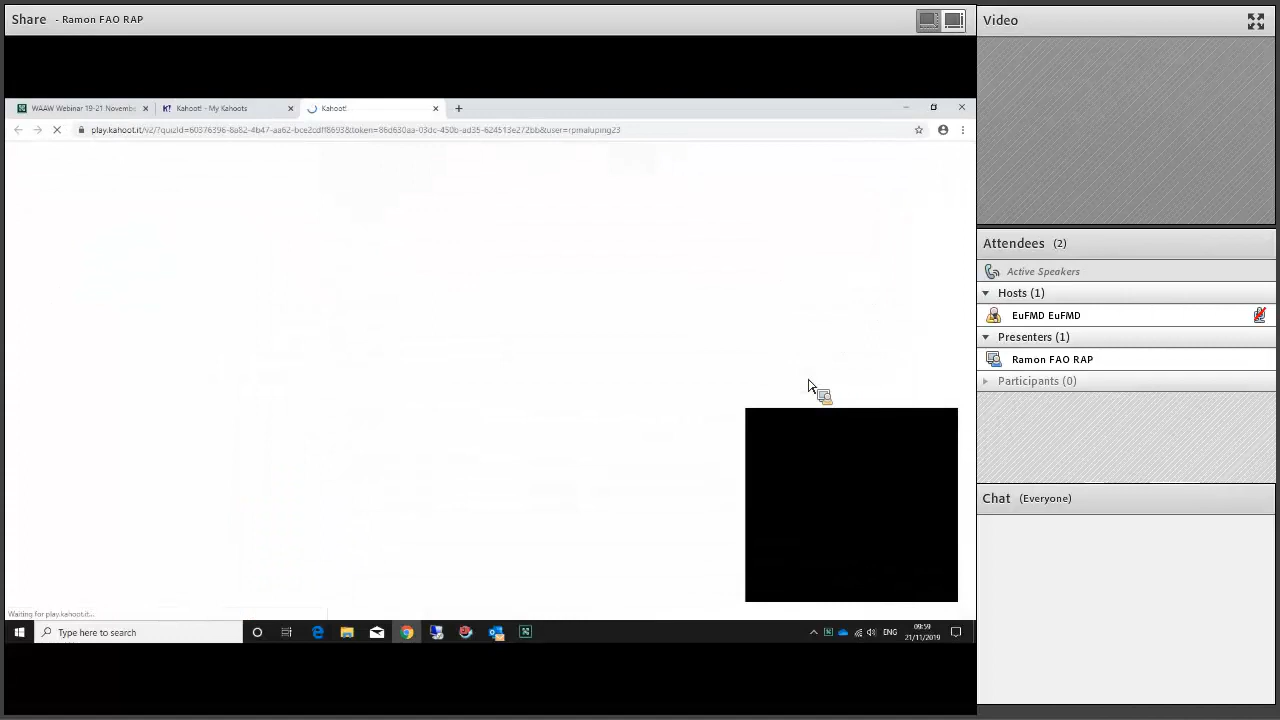 Share - Ramon FAO RAP
WAAW Webinar 19-21 Novembe
Kahoot! - My Kahoots
Kahoot!
play.kahoot.it/v2/?quizId=60376396-8a82-4b47-aa62-bce2cdff8693&token=86d630aa-03dc-450b-ad35-624513e272bb&user=rpmaluping23
Waiting for play.kahoot.it...
Type here to search
ENG
09:59
21/11/2019
Video
Attendees (2)
Active Speakers
Hosts (1)
EuFMD EuFMD
Presenters (1)
Ramon FAO RAP
Participants (0)
Chat (Everyone)